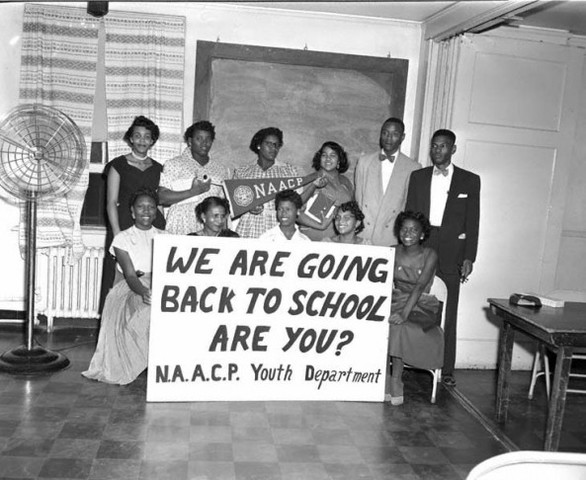 NAACP
WE ARE GOING
BACK TO SCHOOL
ARE YOU?
N.A.A.C.P. Youth Department